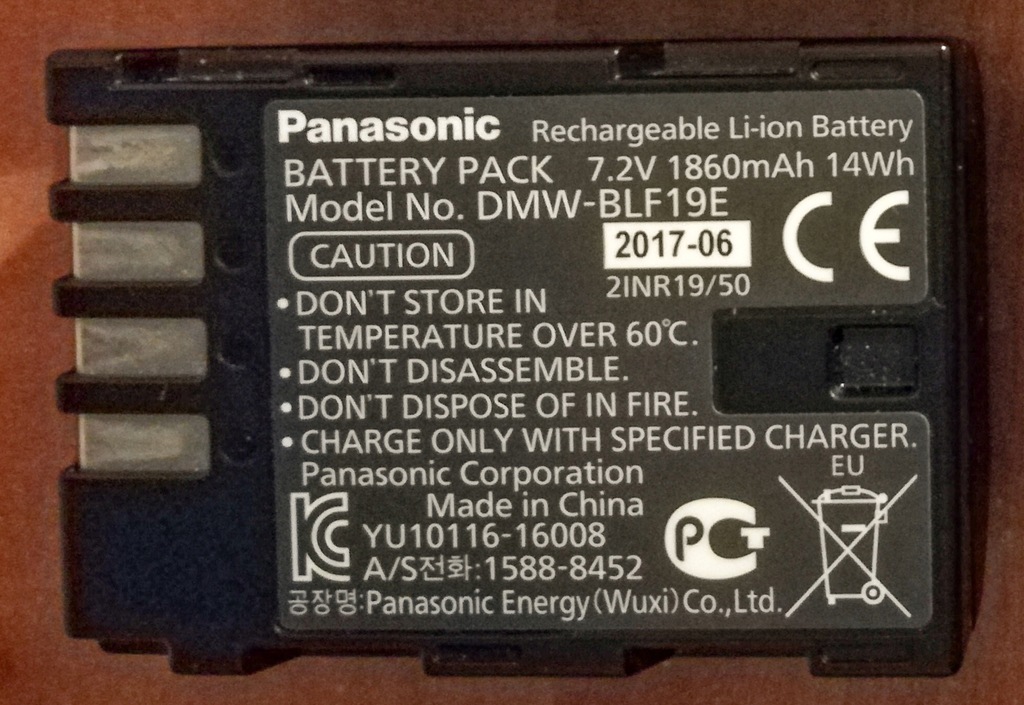 Panasonic Rechargeable Li-ion Battery
BATTERY PACK 7.2V 1860mAh 14Wh
Model No. DMW-BLF19E
CE
CAUTION
2017-06
2INR19/50
•DON'T STORE IN
TEMPERATURE OVER 60℃.
•DON'T DISASSEMBLE.
•DON'T DISPOSE OF IN FIRE.
•CHARGE ONLY WITH SPECIFIED CHARGER.
Panasonic Corporation
EU
Made in China
KC
YU10116-16008
PCT
A/S전화:1588-8452
공장명:Panasonic Energy(Wuxi)Co.,Ltd.